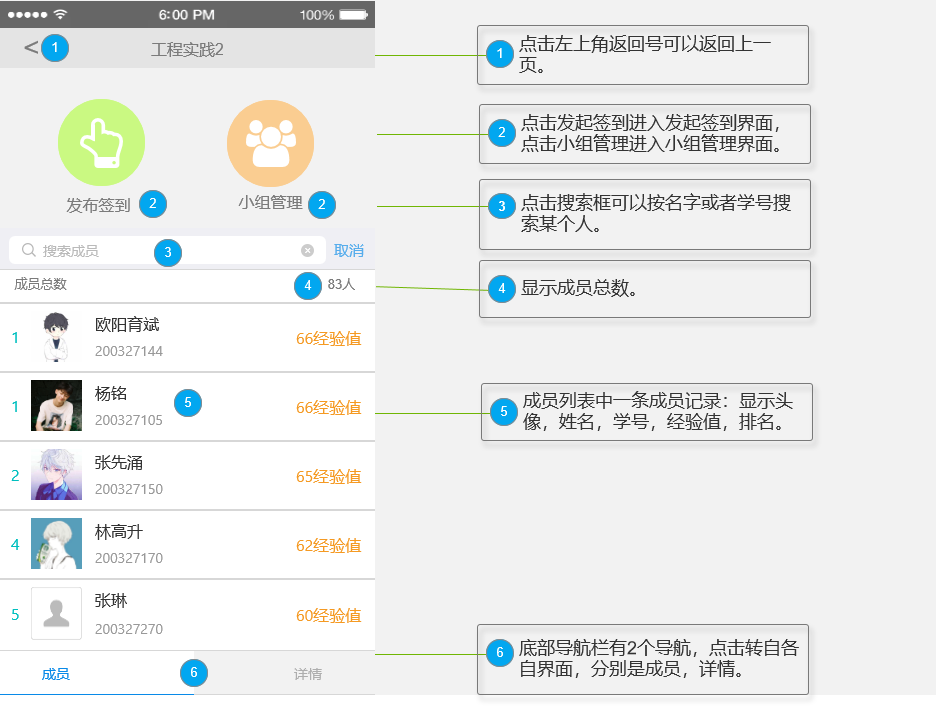 6:00 PM
100%
<
1
工程实践2
发布签到
2
小组管理
2
搜索成员
3
取消
成员总数
4
83人
1
欧阳育斌
200327144
66经验值
1
杨铭
200327105
5
66经验值
2
张先涌
200327150
65经验值
4
林高升
200327170
62经验值
5
张琳
200327270
60经验值
成员
6
详情
1
点击左上角返回号可以返回上一
页。
2
点击发起签到进入发起签到界面，
点击小组管理进入小组管理界面。
3
点击搜索框可以按名字或者学号搜
索某个人。
4
显示成员总数。
5
成员列表中一条成员记录：显示头
像，姓名，学号，经验值，排名。
6
底部导航栏有2个导航，点击转自各
自界面，分别是成员，详情。